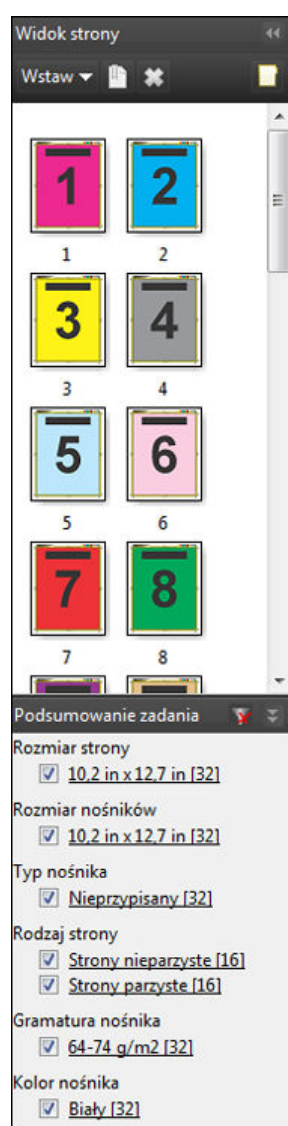 Widok strony
Wstaw
1 2
1 2
3 4
3 4
5 6
5 6
7 8
7 8
Podsumowanie zadania
Rozmiar strony
10,2 in x 12,7 in [32]
Rozmiar nośników
10,2 in x 12,7 in [32]
Typ nośnika
Nieprzypisany [32]
Rodzaj strony
Strony nieparzyste [16]
Strony parzyste [16]
Gramatura nośnika
64-74 g/m2 [32]
Kolor nośnika
Biały [32]